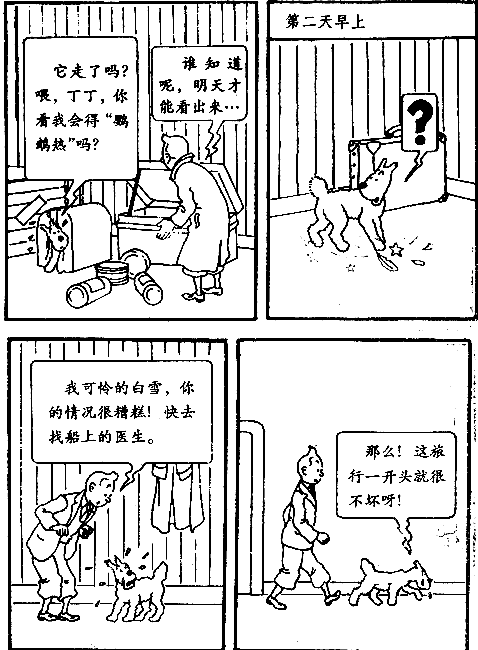 它走了吗?
喂,丁丁,你
看我会得“鹦
鹉热”吗?
谁知道
呢,明天才
能看出来…
第二天早上
?
我可怜的白雪,你
的情况很糟糕!快去
找船上的医生。
那么!这旅
行一开头就很
不坏呀!